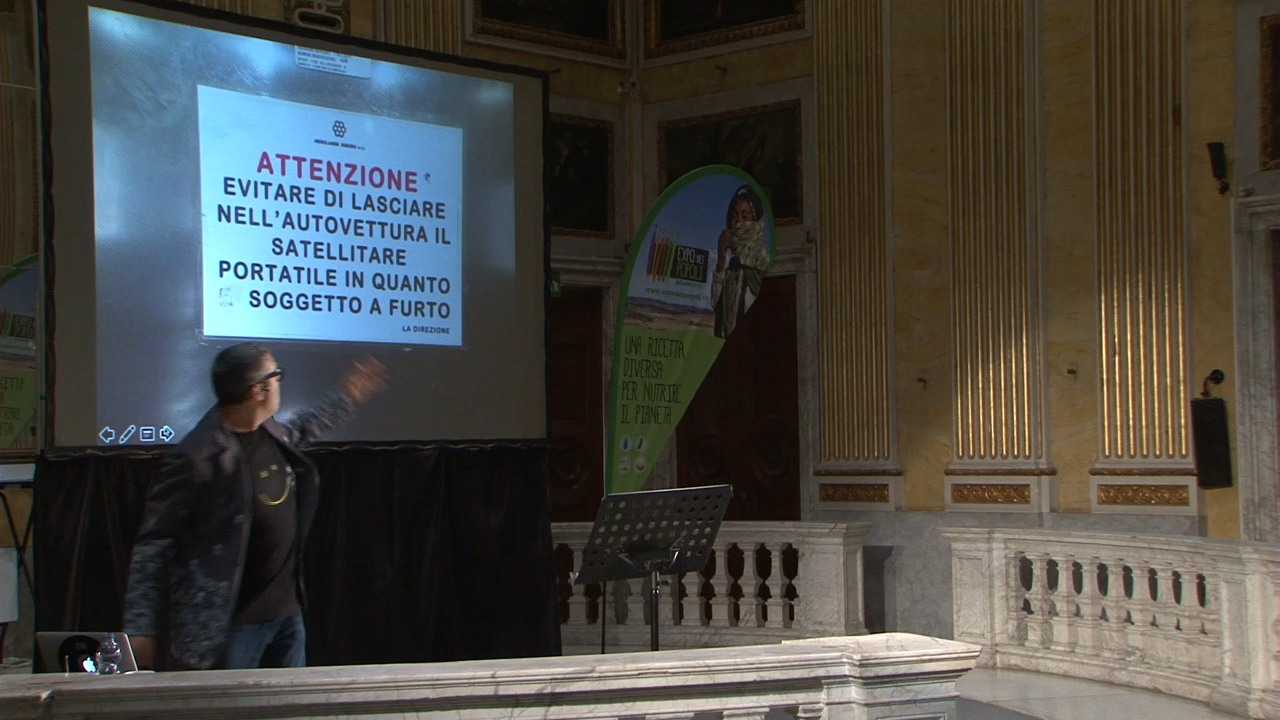 ATTENZIONE
EVITARE DI LASCIARE
NELL'AUTOVETTURA IL
SATELLITARE
PORTATILE IN QUANTO
SOGGETTO A FURTO
LA DIREZIONE
EXPO DEI
POPOLI
UNA RICETTA
DIVERSA
PER NUTRIRE
IL PIANETA